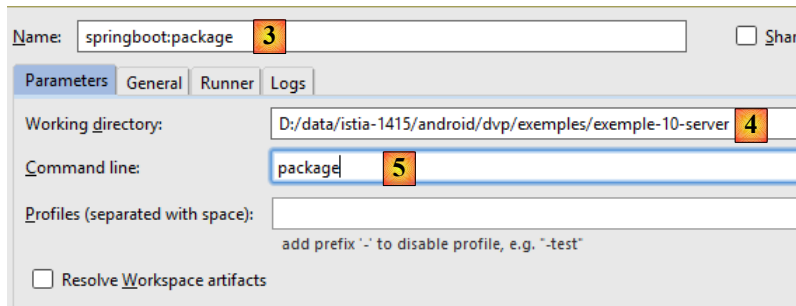 Name: springboot:package 3 Shar
Parameters General Runner Logs
Working directory: D:/data/istia-1415/android/dvp/exemples/exemple-10-server 4
Command line: package 5
Profiles (separated with space):
add prefix '-' to disable profile, e.g. "-test"
Resolve Workspace artifacts